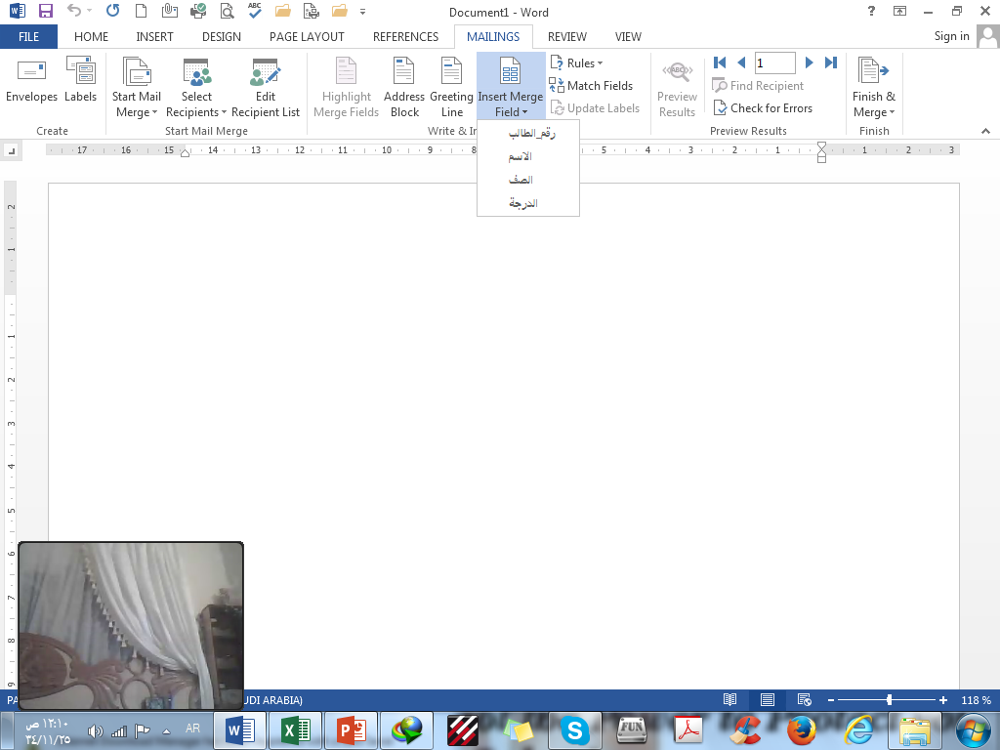 Document1 - Word
?
Sign in
FILE HOME INSERT DESIGN PAGE LAYOUT REFERENCES MAILINGS REVIEW VIEW
Envelopes
Labels
Create
Start Mail
Merge
Select
Recipients
Edit
Recipient List
Start Mail Merge
Highlight
Merge Fields
Address
Block
Greeting
Line
Insert Merge
Field
Rules
Match Fields
Update Labels
Write & In
ABC
Preview
Results
1
Find Recipient
Check for Errors
Preview Results
Finish &
Merge
Finish
رقم_الطالب
الاسم
الصف
الدرجة
17 16 15 14 13 12 11 10 9 8 5 4 3 2 1 1 2 3
2
1
1
2
3
4
5
6
7
8
9
PA
UDI ARABIA)
118 %
١٢:١٠ ص
٣٤/١١/٢٥
AR
FUN